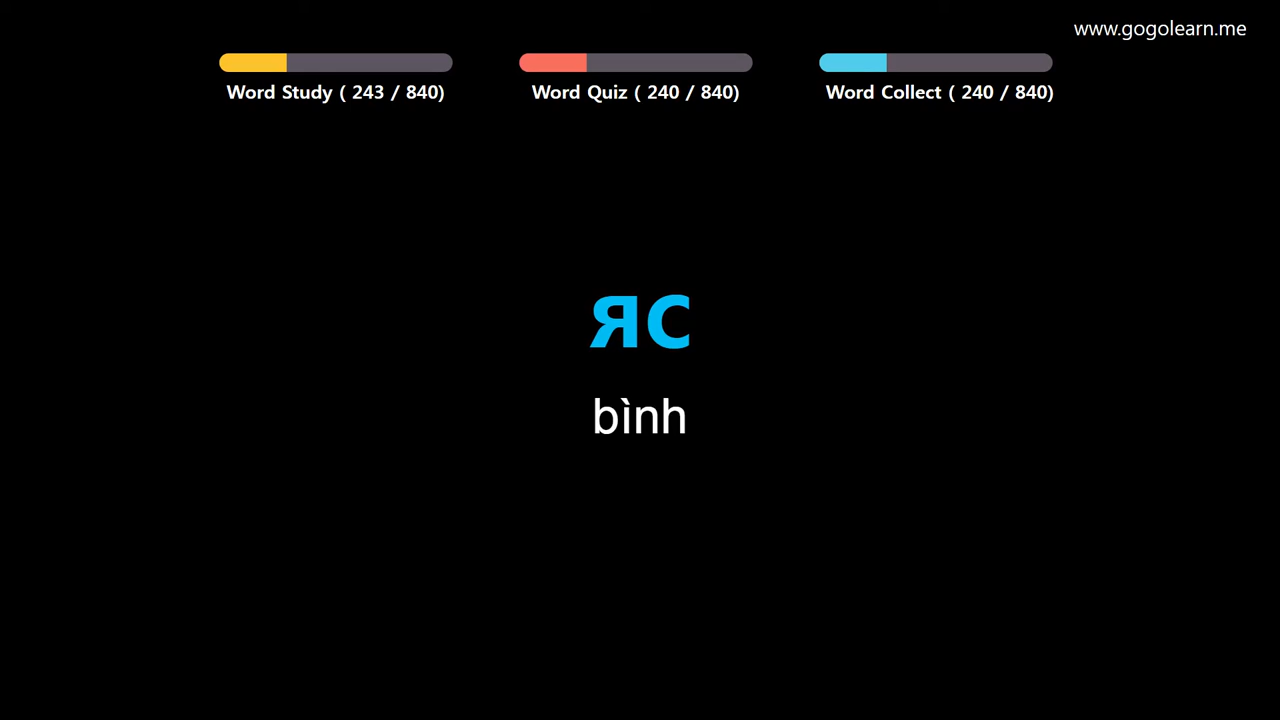 www.gogolearn.me
Word Study ( 243 / 840)
Word Quiz ( 240 / 840)
Word Collect ( 240 / 840)
яс
bình